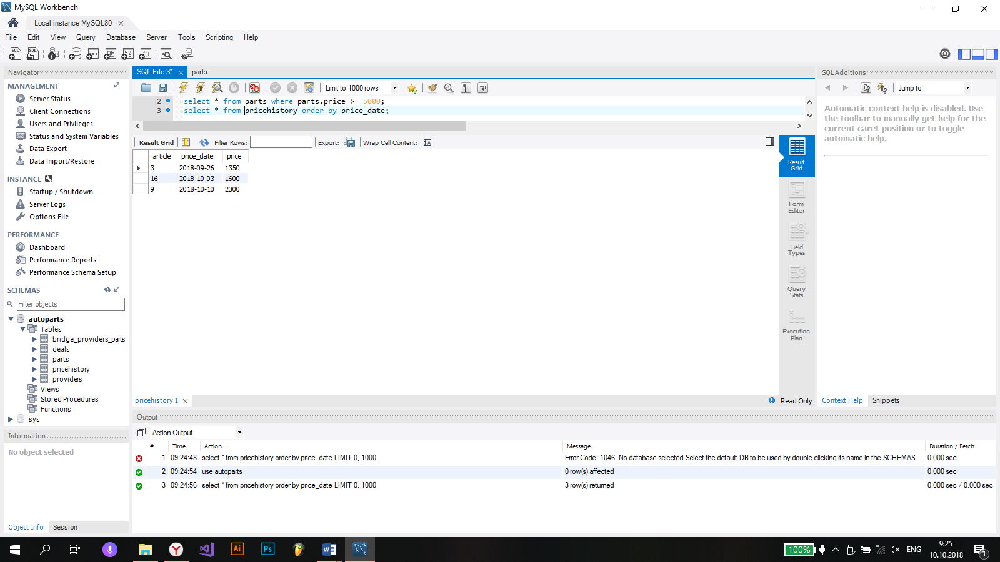 MySQL Workbench
Local instance MySQL80
File Edit View Query Database Server Tools Scripting Help
Navigator
MANAGEMENT
Server Status
Client Connections
Users and Privileges
Status and System Variables
Data Export
Data Import/Restore
INSTANCE
Startup / Shutdown
Server Logs
Options File
PERFORMANCE
Dashboard
Performance Reports
Performance Schema Setup
SCHEMAS
Filter objects
autoparts
Tables
bridge_providers_parts
deals
parts
pricehistory
providers
Views
Stored Procedures
Functions
sys
Information
No object selected
Object Info Session
SQL File 3* parts
Limit to 1000 rows
2 select * from parts where parts.price >= 5000;
3 select * from pricehistory order by price_date;
Result Grid Filter Rows: Export: Wrap Cell Content:
article price_date price
3 2018-09-26 1350
16 2018-10-03 1600
9 2018-10-10 2300
Result
Grid
Form
Editor
Field
Types
Query
Stats
Execution
Plan
pricehistory 1 Read Only
SQLAdditions
Jump to
Automatic context help is disabled. Use
the toolbar to manually get help for the
current caret position or to toggle
automatic help.
Context Help Snippets
Output
Action Output
# Time Action Message Duration / Fetch
1 09:24:48 select * from pricehistory order by price_date LIMIT 0, 1000 Error Code: 1046. No database selected Select the default DB to be used by double-clicking its name in the SCHEMAS... 0.000 sec
2 09:24:54 use autoparts 0 row(s) affected 0.000 sec
3 09:24:56 select * from pricehistory order by price_date LIMIT 0, 1000 3 row(s) returned 0.000 sec / 0.000 sec
100% ENG 9:25
10.10.2018
1